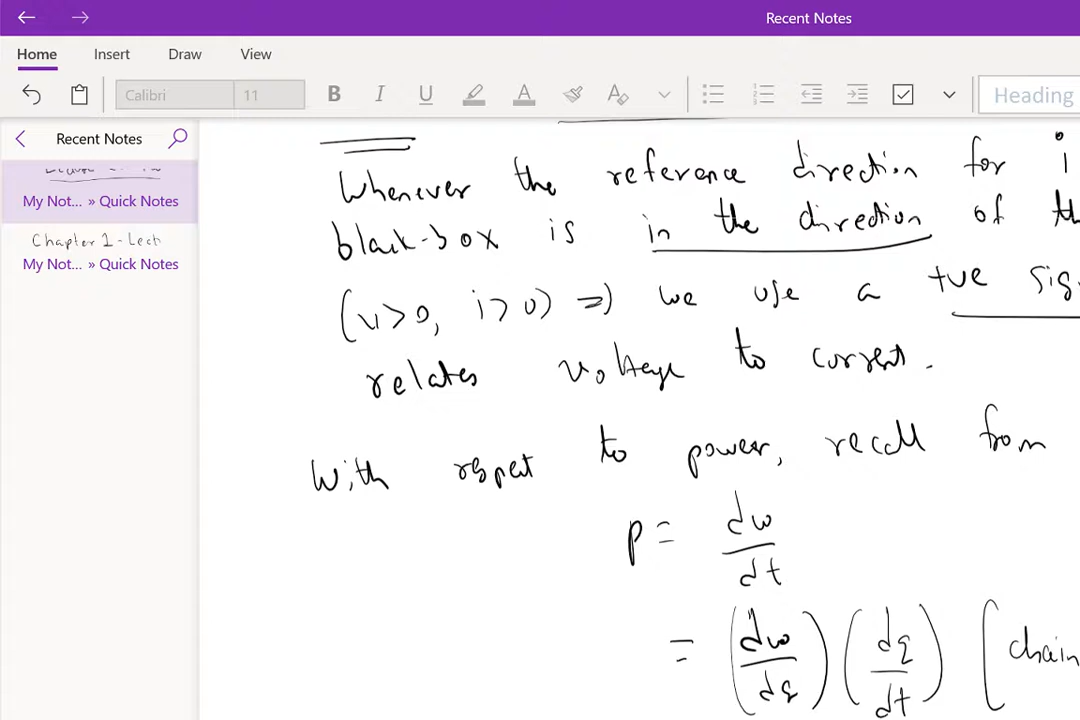 Recent Notes
Home Insert Draw View
Calibri 11 B I U Heading
Recent Notes
My Not... » Quick Notes
Chapter 1 - Lect
My Not... » Quick Notes
Whenever the reference direction for i
black-box is in the direction of th
(v>0, i>0) => we use a +ve sig
relates voltage to current.
With respect to power, recall from
p = dw/dt
= (dw/dq) (dq/dt) [chain